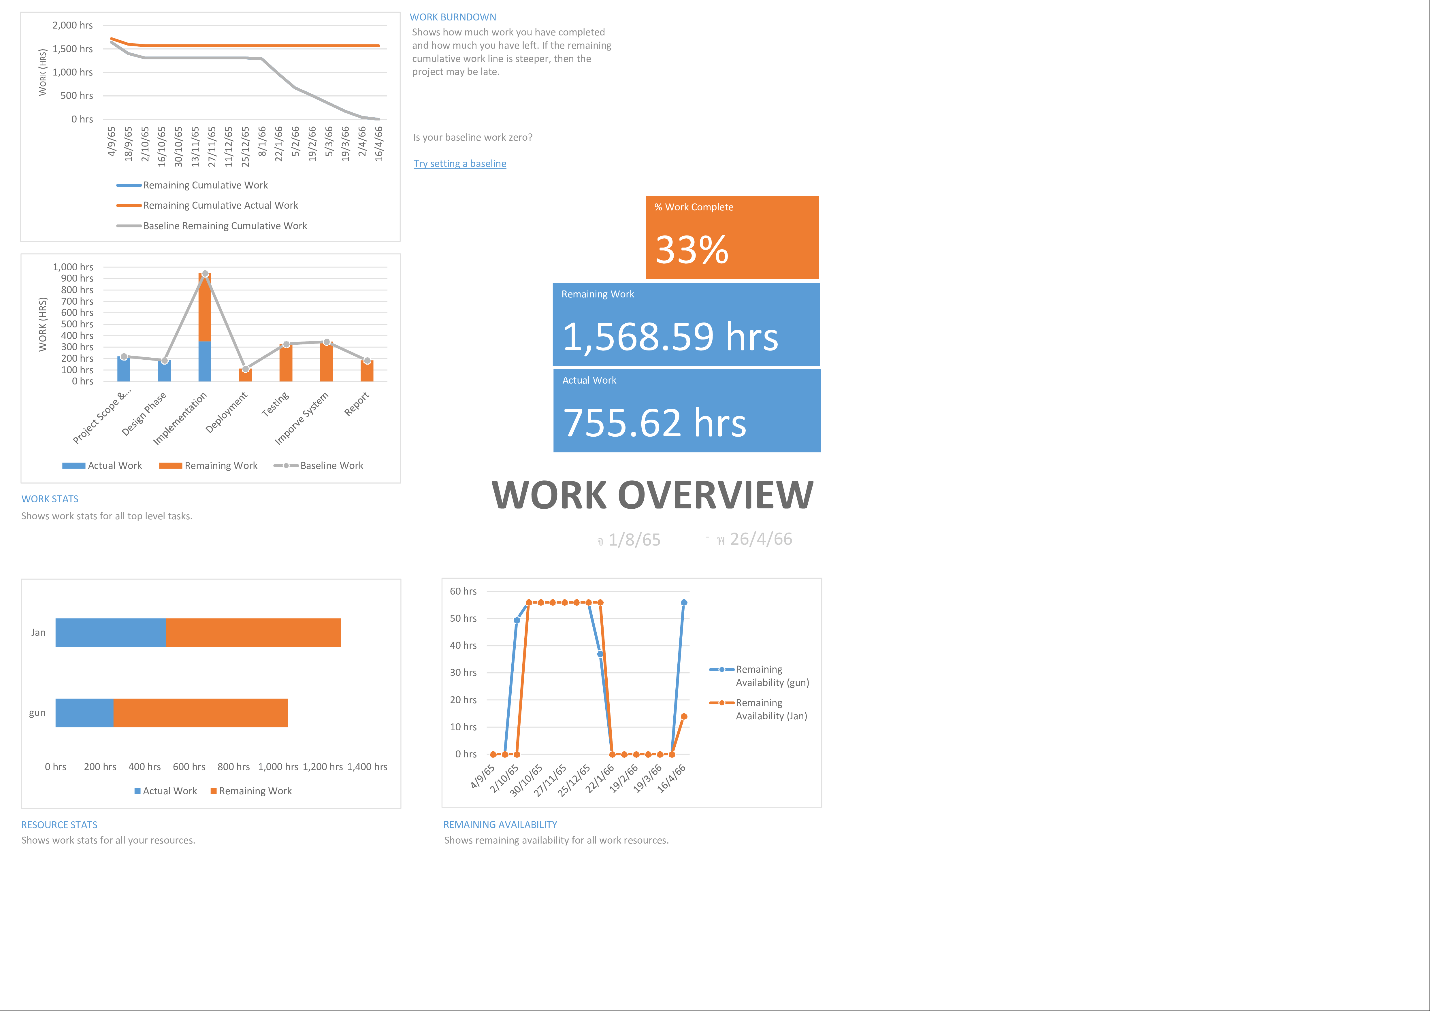 WORK BURNDOWN
Shows how much work you have completed
and how much you have left. If the remaining
cumulative work line is steeper, then the
project may be late.
Is your baseline work zero?
Try setting a baseline
2,000 hrs
1,500 hrs
1,000 hrs
500 hrs
0 hrs
WORK (HRS)
4/9/65
18/9/65
2/10/65
16/10/65
30/10/65
13/11/65
27/11/65
11/12/65
25/12/65
8/1/66
22/1/66
5/2/66
19/2/66
5/3/66
19/3/66
2/4/66
16/4/66
Remaining Cumulative Work
Remaining Cumulative Actual Work
Baseline Remaining Cumulative Work
% Work Complete
33%
Remaining Work
1,568.59 hrs
Actual Work
755.62 hrs
WORK OVERVIEW
อ 1/8/65
พ 26/4/66
1,000 hrs
900 hrs
800 hrs
700 hrs
600 hrs
500 hrs
400 hrs
300 hrs
200 hrs
100 hrs
0 hrs
WORK (HRS)
Project Scope &...
Design Phase
Implementation
Deployment
Testing
Imporve System
Report
Actual Work
Remaining Work
Baseline Work
WORK STATS
Shows work stats for all top level tasks.
Jan
gun
0 hrs
200 hrs
400 hrs
600 hrs
800 hrs
1,000 hrs
1,200 hrs
1,400 hrs
Actual Work
Remaining Work
RESOURCE STATS
Shows work stats for all your resources.
60 hrs
50 hrs
40 hrs
30 hrs
20 hrs
10 hrs
0 hrs
4/9/65
2/10/65
30/10/65
27/11/65
25/12/65
22/1/66
19/2/66
19/3/66
16/4/66
Remaining
Availability (gun)
Remaining
Availability (Jan)
REMAINING AVAILABILITY
Shows remaining availability for all work resources.